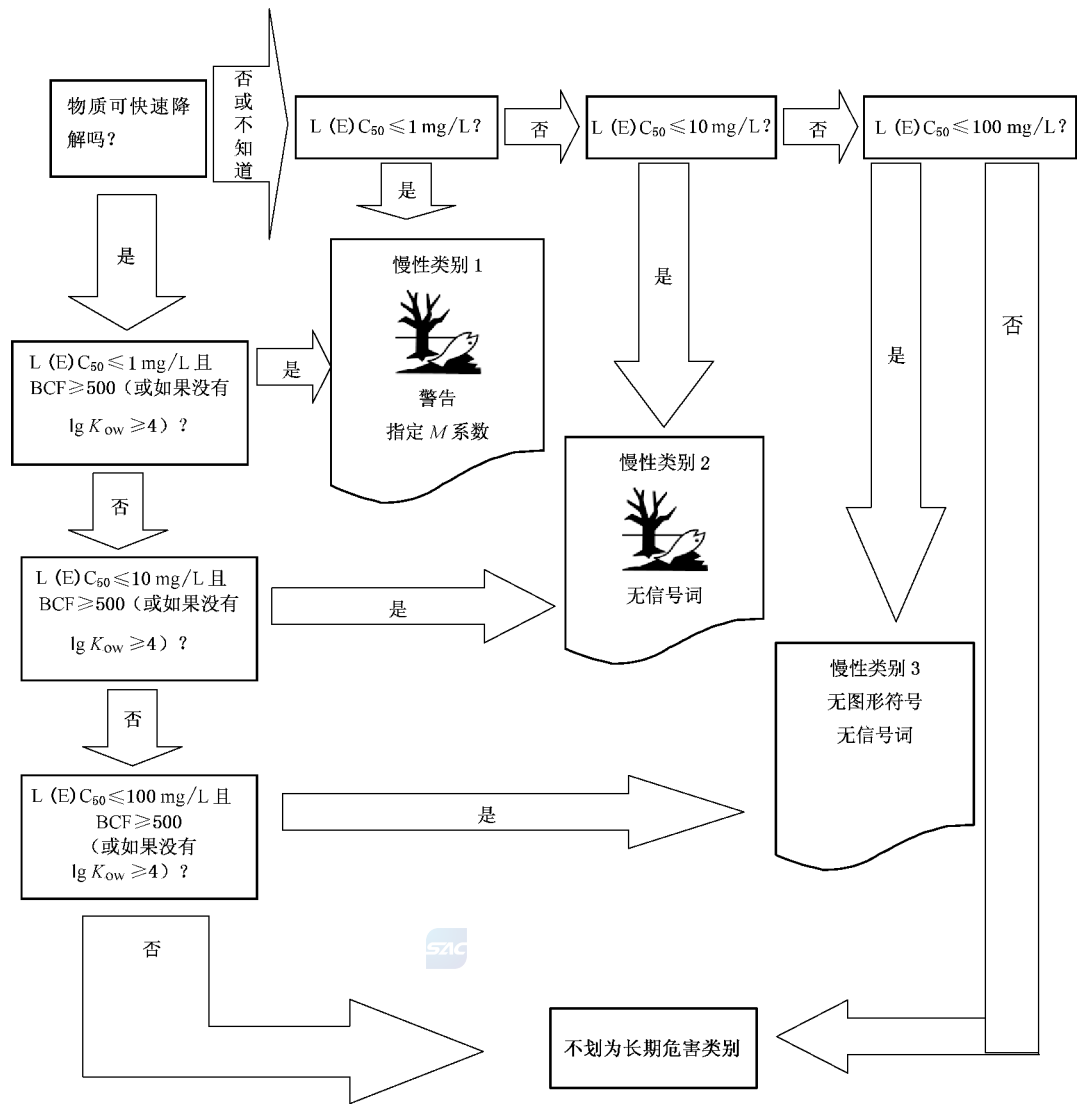 物质可快速降
解吗?
否或不知道
L (E)C50≤1 mg/L?
否
L (E)C50≤10 mg/L?
否
L (E)C50≤100 mg/L?
是
是
慢性类别 1
警告
指定 M 系数
是
是
否
L (E)C50≤1 mg/L 且
BCF≥500(或如果没有
lg Kow ≥4)?
是
否
慢性类别 2
无信号词
L (E)C50≤10 mg/L 且
BCF≥500(或如果没有
lg Kow ≥4)?
是
否
慢性类别 3
无图形符号
无信号词
L (E)C50≤100 mg/L 且
BCF≥500
(或如果没有
lg Kow ≥4)?
是
否
SAC
不划为长期危害类别